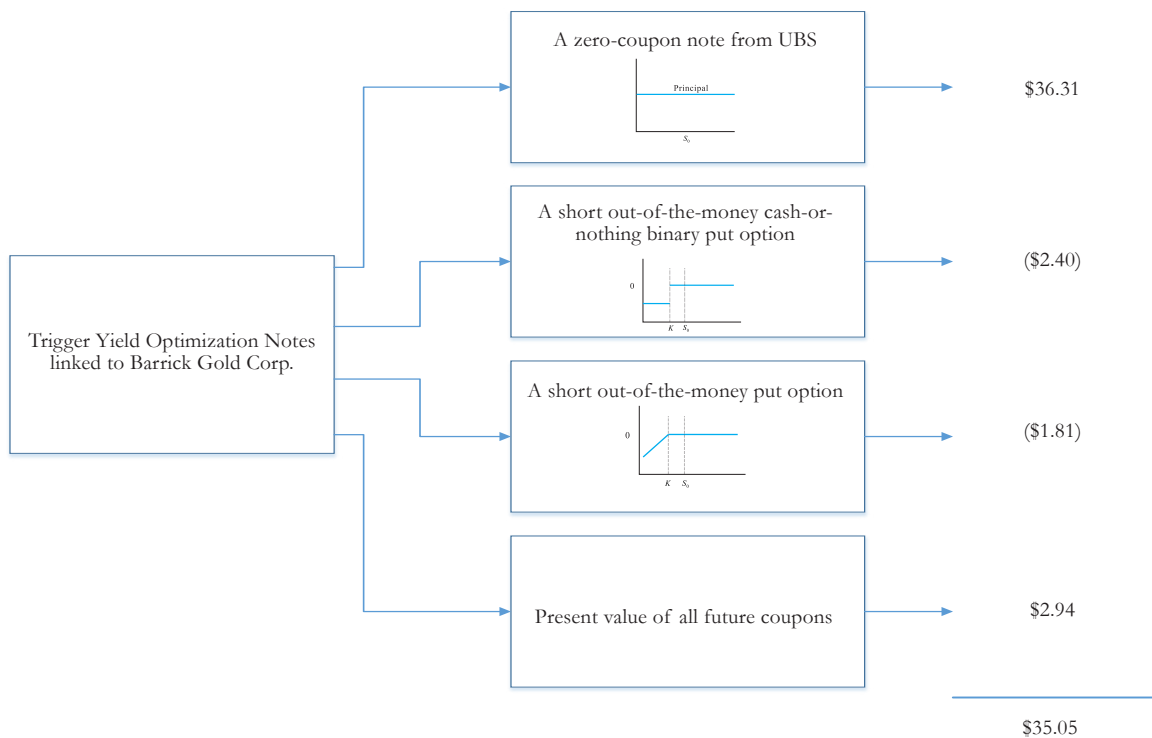 A zero-coupon note from UBS
Principal
S0
$36.31
A short out-of-the-money cash-or-
nothing binary put option
0
K S0
($2.40)
Trigger Yield Optimization Notes
linked to Barrick Gold Corp.
A short out-of-the-money put option
0
K S0
($1.81)
Present value of all future coupons
$2.94
$35.05